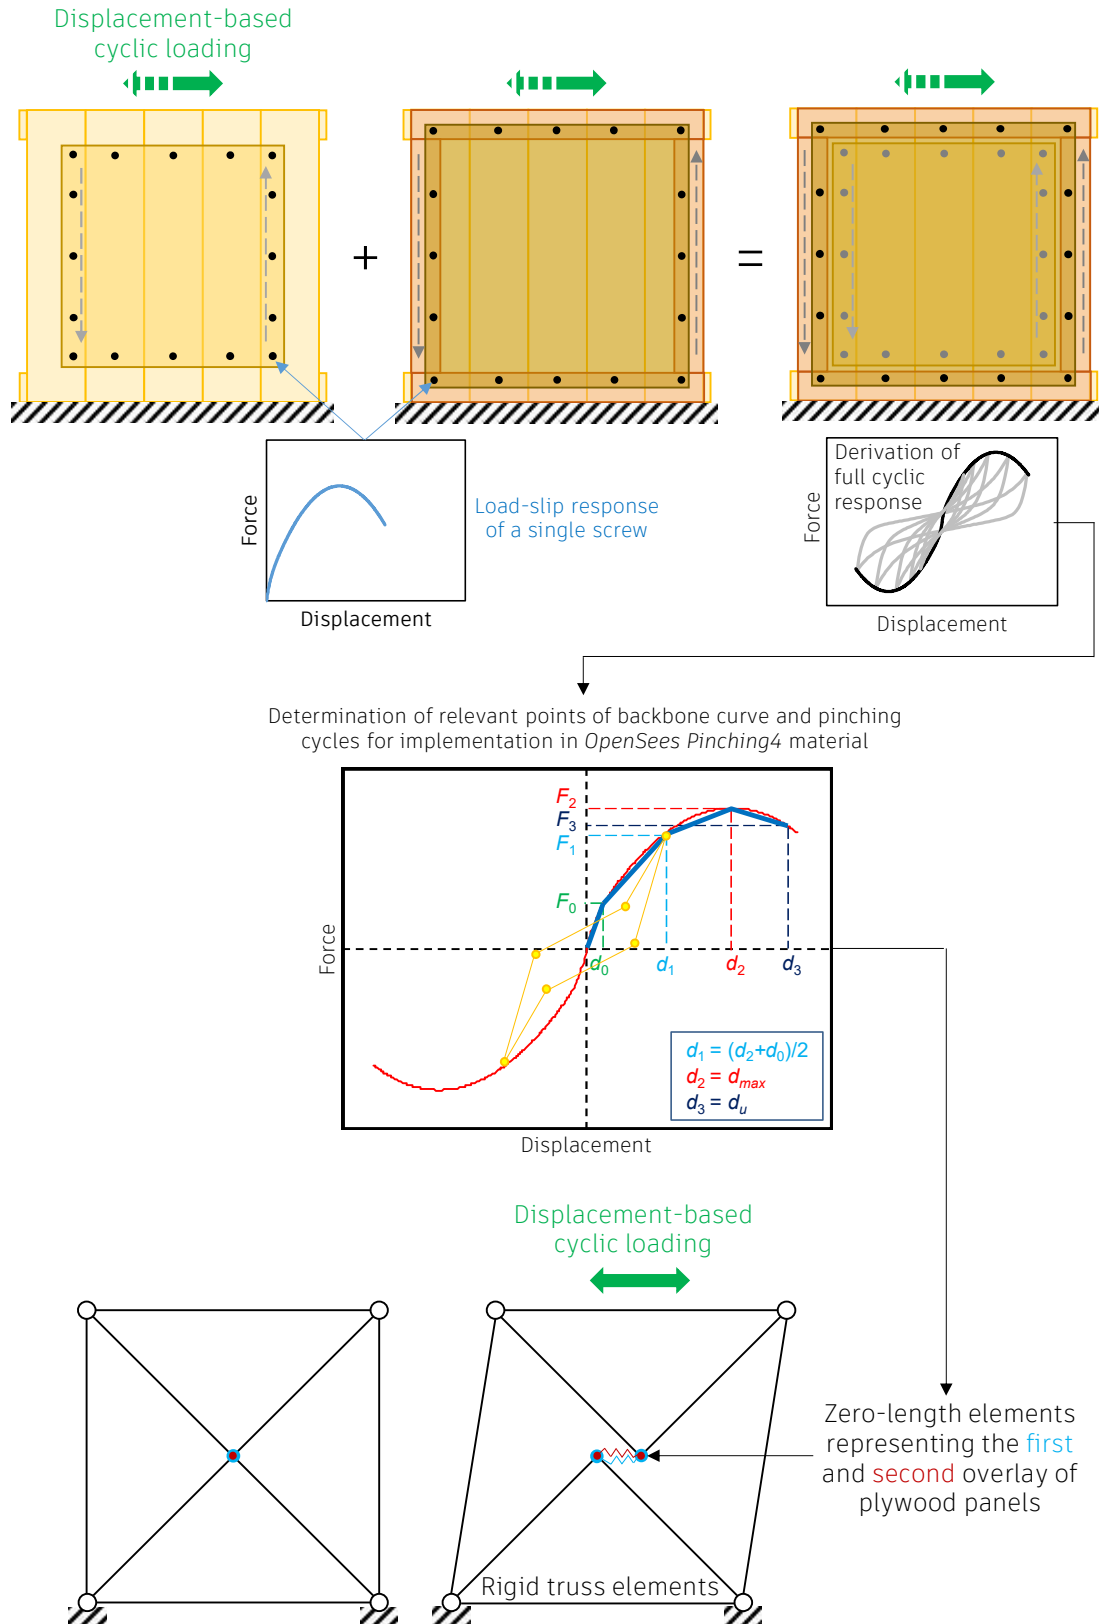 Displacement-based
cyclic loading
+
=
Force
Displacement
Load-slip response
of a single screw
Derivation of
full cyclic
response
Force
Displacement
Determination of relevant points of backbone curve and pinching
cycles for implementation in OpenSees Pinching4 material
F2
F3
F1
F0
Force
d0
d1
d2
d3
d1 = (d2+d0)/2
d2 = dmax
d3 = du
Displacement
Displacement-based
cyclic loading
Zero-length elements
representing the first
and second overlay of
plywood panels
Rigid truss elements